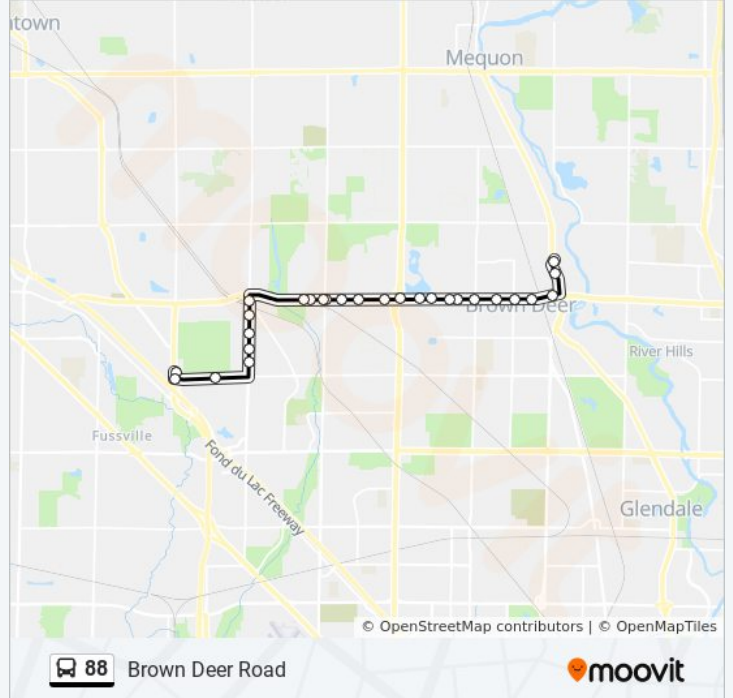 ntown
Mequon
Brown Deer
River Hills
Fussville
Fond du Lac Freeway
Glendale
© OpenStreetMap contributors | © OpenMapTiles
88 Brown Deer Road
moovit